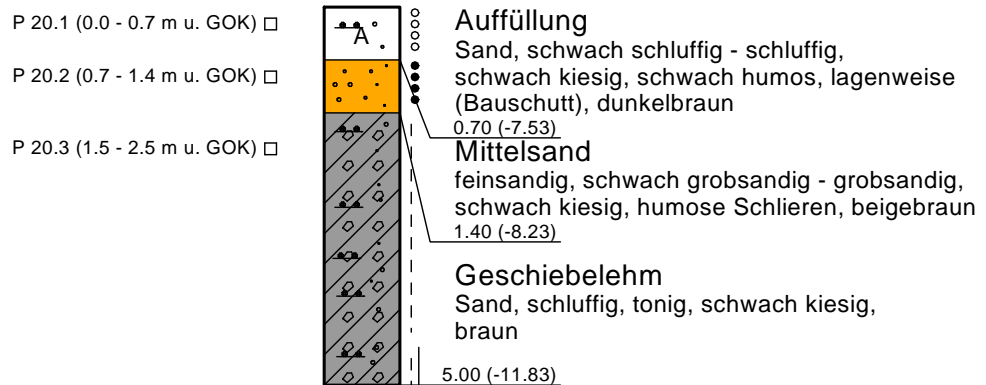 P 20.1 (0.0 - 0.7 m u. GOK)
A
Auffüllung
Sand, schwach schluffig - schluffig,
P 20.2 (0.7 - 1.4 m u. GOK)
schwach kiesig, schwach humos, lagenweise
(Bauschutt), dunkelbraun
0.70 (-7.53)
P 20.3 (1.5 - 2.5 m u. GOK)
Mittelsand
feinsandig, schwach grobsandig - grobsandig,
schwach kiesig, humose Schlieren, beigebraun
1.40 (-8.23)
Geschiebelehm
Sand, schluffig, tonig, schwach kiesig,
braun
5.00 (-11.83)